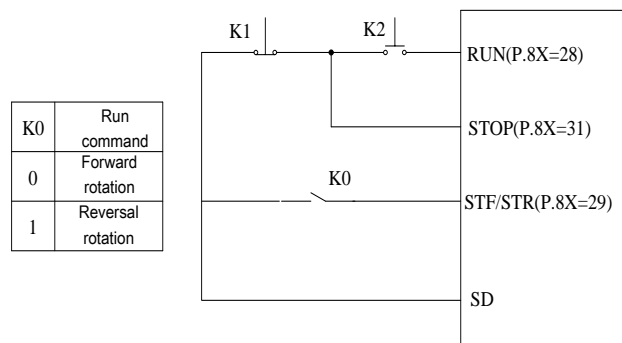 K1
K2
RUN(P.8X=28)
STOP(P.8X=31)
K0
STF/STR(P.8X=29)
SD
K0
Run
command
0
Forward
rotation
1
Reversal
rotation